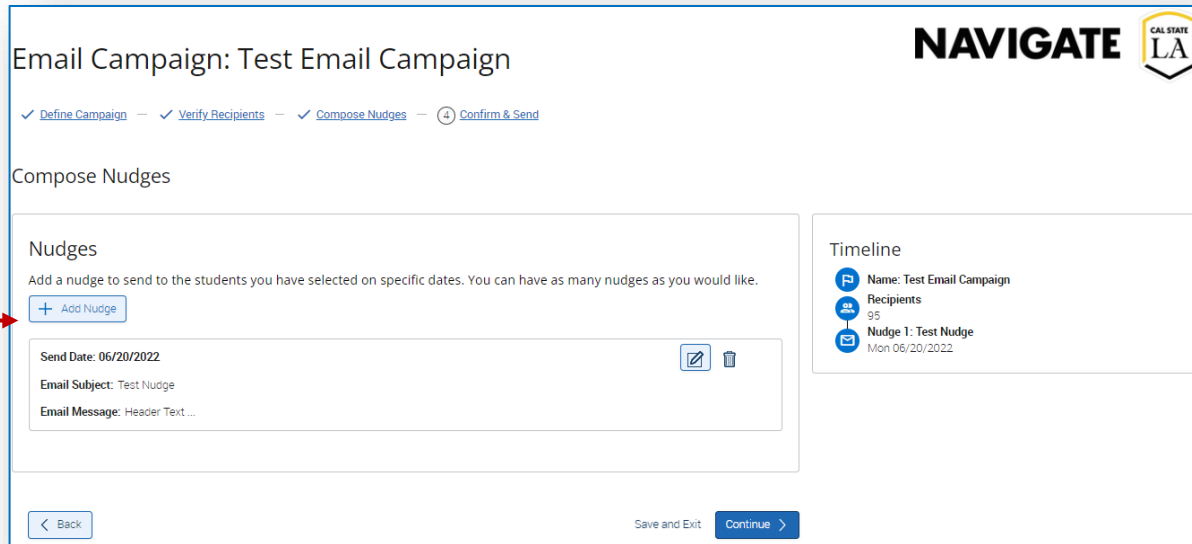 NAVIGATE
CAL STATE
LA
Email Campaign: Test Email Campaign
Define Campaign — Verify Recipients — Compose Nudges — 4 Confirm & Send
Compose Nudges
Nudges
Add a nudge to send to the students you have selected on specific dates. You can have as many nudges as you would like.
+ Add Nudge
Send Date: 06/20/2022
Email Subject: Test Nudge
Email Message: Header Text ...
Timeline
Name: Test Email Campaign
Recipients
95
Nudge 1: Test Nudge
Mon 06/20/2022
Back
Save and Exit
Continue